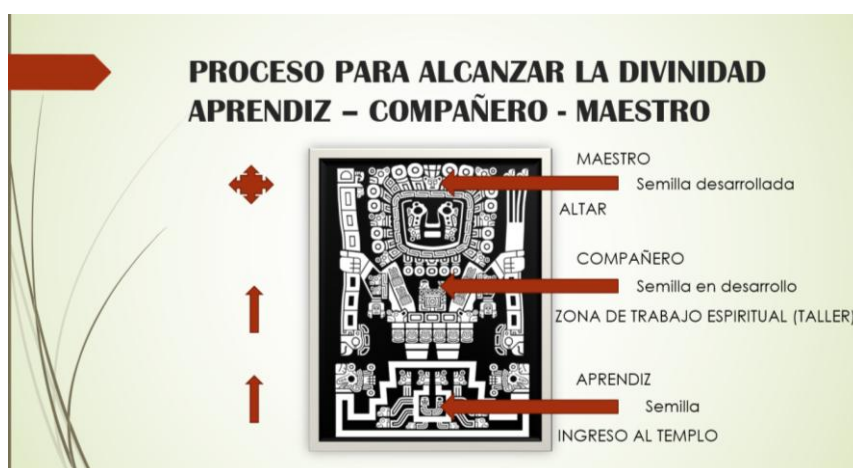 PROCESO PARA ALCANZAR LA DIVINIDAD
APRENDIZ – COMPAÑERO - MAESTRO
MAESTRO
Semilla desarrollada
ALTAR
COMPAÑERO
Semilla en desarrollo
ZONA DE TRABAJO ESPIRITUAL (TALLER)
APRENDIZ
Semilla
INGRESO AL TEMPLO